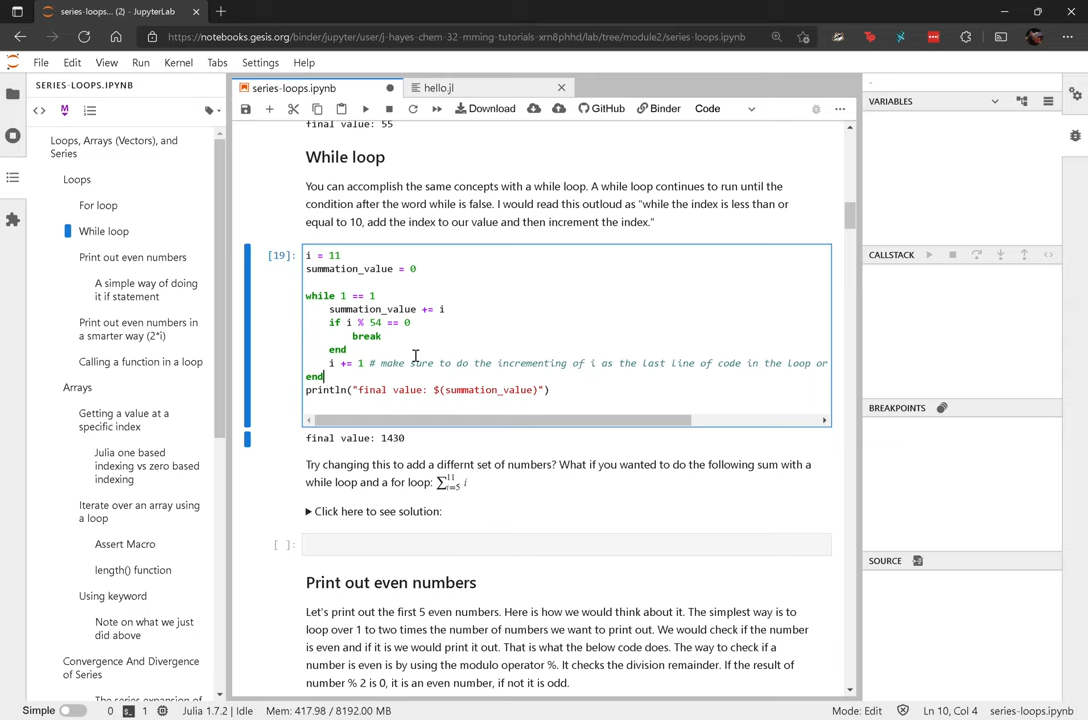 series-loops... (2) - JupyterLab
https://notebooks.gesis.org/binder/jupyter/user/j-hayes-chem-32-mming-tutorials-xrn8phhd/lab/tree/module2/series-loops.ipynb
File Edit View Run Kernel Tabs Settings Help
SERIES-LOOPS.IPYNB
series-loops.ipynb
hello.jl
Download GitHub Binder Code
VARIABLES
Loops, Arrays (Vectors), and
Series
Loops
For loop
While loop
Print out even numbers
A simple way of doing
it if statement
Print out even numbers in
a smarter way (2*i)
Calling a function in a loop
Arrays
Getting a value at a
specific index
Julia one based
indexing vs zero based
indexing
Iterate over an array using
a loop
Assert Macro
length() function
Using keyword
Note on what we just
did above
Convergence And Divergence
of Series
The series expansion of
final value: 55
While loop
You can accomplish the same concepts with a while loop. A while loop continues to run until the
condition after the word while is false. I would read this outloud as "while the index is less than or
equal to 10, add the index to our value and then increment the index."
[19]:
i = 11
summation_value = 0
while 1 == 1
summation_value += i
if i % 54 == 0
break
end
i += 1 # make sure to do the incrementing of i as the last line of code in the loop or
end
println("final value: $(summation_value)")
final value: 1430
Try changing this to add a differnt set of numbers? What if you wanted to do the following sum with a
while loop and a for loop: ∑_{i=5}^{11} i
Click here to see solution:
[ ]:
Print out even numbers
Let's print out the first 5 even numbers. Here is how we would think about it. The simplest way is to
loop over 1 to two times the number of numbers we want to print out. We would check if the number
is even and if it is we would print it out. That is what the below code does. The way to check if a
number is even is by using the modulo operator %. It checks the division remainder. If the result of
number % 2 is 0, it is an even number, if not it is odd.
CALLSTACK
BREAKPOINTS
SOURCE
Simple 0 1 Julia 1.7.2 | Idle Mem: 417.98 / 8192.00 MB Mode: Edit Ln 10, Col 4 series-loops.ipynb